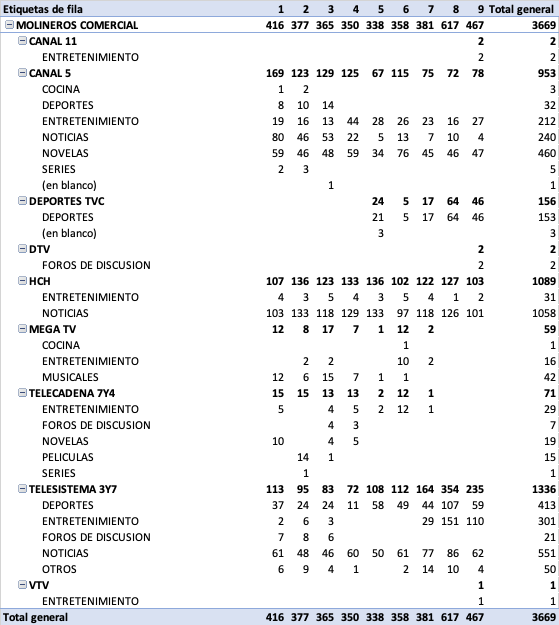 Etiquetas de fila 1 2 3 4 5 6 7 8 9 Total general
MOLINEROS COMERCIAL 416 377 365 350 338 358 381 617 467 3669
CANAL 11 2 2
ENTRETENIMIENTO 2 2
CANAL 5 169 123 129 125 67 115 75 72 78 953
COCINA 1 2 3
DEPORTES 8 10 14 32
ENTRETENIMIENTO 19 16 13 44 28 26 23 16 27 212
NOTICIAS 80 46 53 22 5 13 7 10 4 240
NOVELAS 59 46 48 59 34 76 45 46 47 460
SERIES 2 3 5
(en blanco) 1 1
DEPORTES TVC 24 5 17 64 46 156
DEPORTES 21 5 17 64 46 153
(en blanco) 3 3
DTV 2 2
FOROS DE DISCUSION 2 2
HCH 107 136 123 133 136 102 122 127 103 1089
ENTRETENIMIENTO 4 3 5 4 3 5 4 1 2 31
NOTICIAS 103 133 118 129 133 97 118 126 101 1058
MEGA TV 12 8 17 7 1 12 2 59
COCINA 1 1
ENTRETENIMIENTO 2 2 10 2 16
MUSICALES 12 6 15 7 1 1 42
TELECADENA 7Y4 15 15 13 13 2 12 1 71
ENTRETENIMIENTO 5 4 5 2 12 1 29
FOROS DE DISCUSION 4 3 7
NOVELAS 10 4 5 19
PELICULAS 14 1 15
SERIES 1 1
TELESISTEMA 3Y7 113 95 83 72 108 112 164 354 235 1336
DEPORTES 37 24 24 11 58 49 44 107 59 413
ENTRETENIMIENTO 2 6 3 29 151 110 301
FOROS DE DISCUSION 7 8 6 21
NOTICIAS 61 48 46 60 50 61 77 86 62 551
OTROS 6 9 4 1 2 14 10 4 50
VTV 1 1
ENTRETENIMIENTO 1 1
Total general 416 377 365 350 338 358 381 617 467 3669